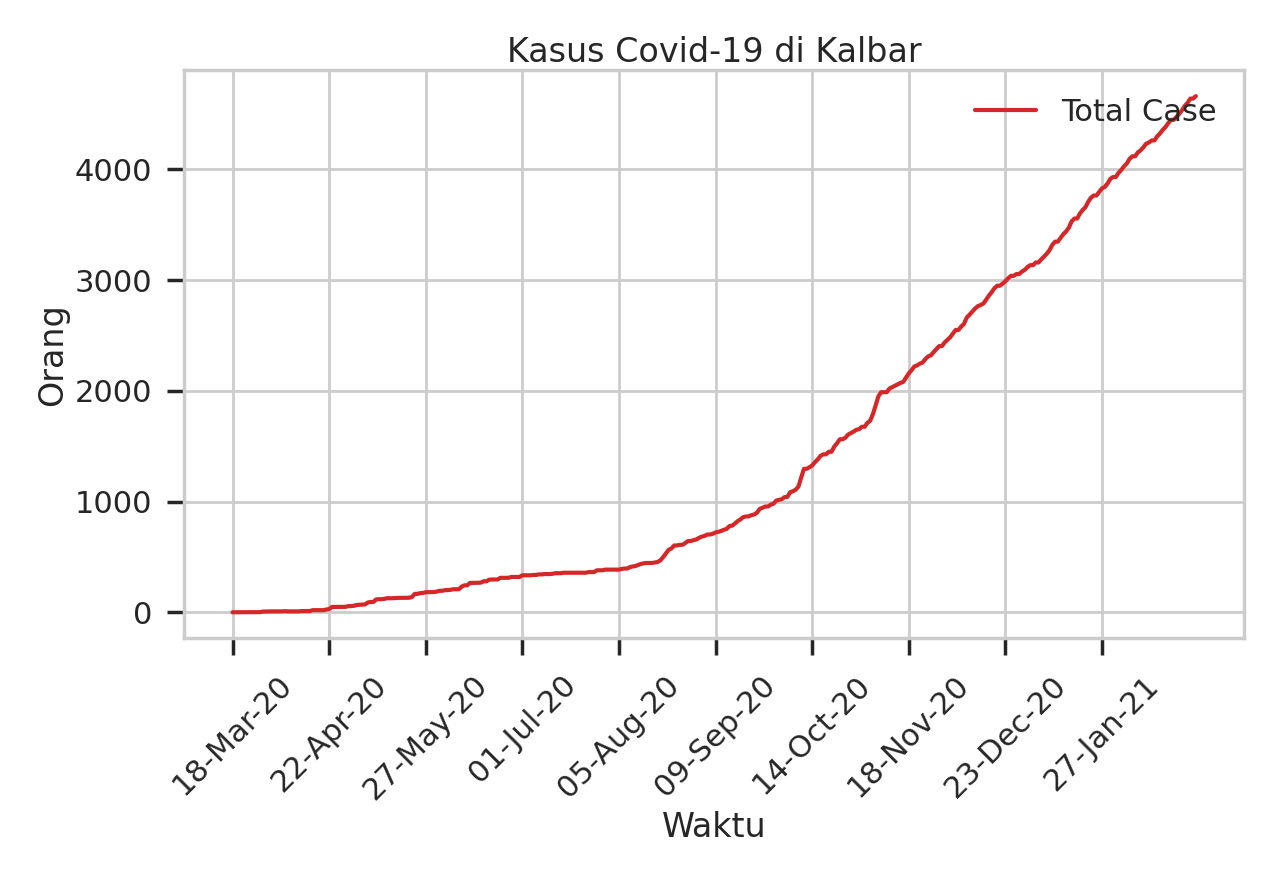 Kasus Covid-19 di Kalbar
Total Case
Orang
4000
3000
2000
1000
0
18-Mar-20
22-Apr-20
27-May-20
01-Jul-20
05-Aug-20
09-Sep-20
14-Oct-20
18-Nov-20
23-Dec-20
27-Jan-21
Waktu